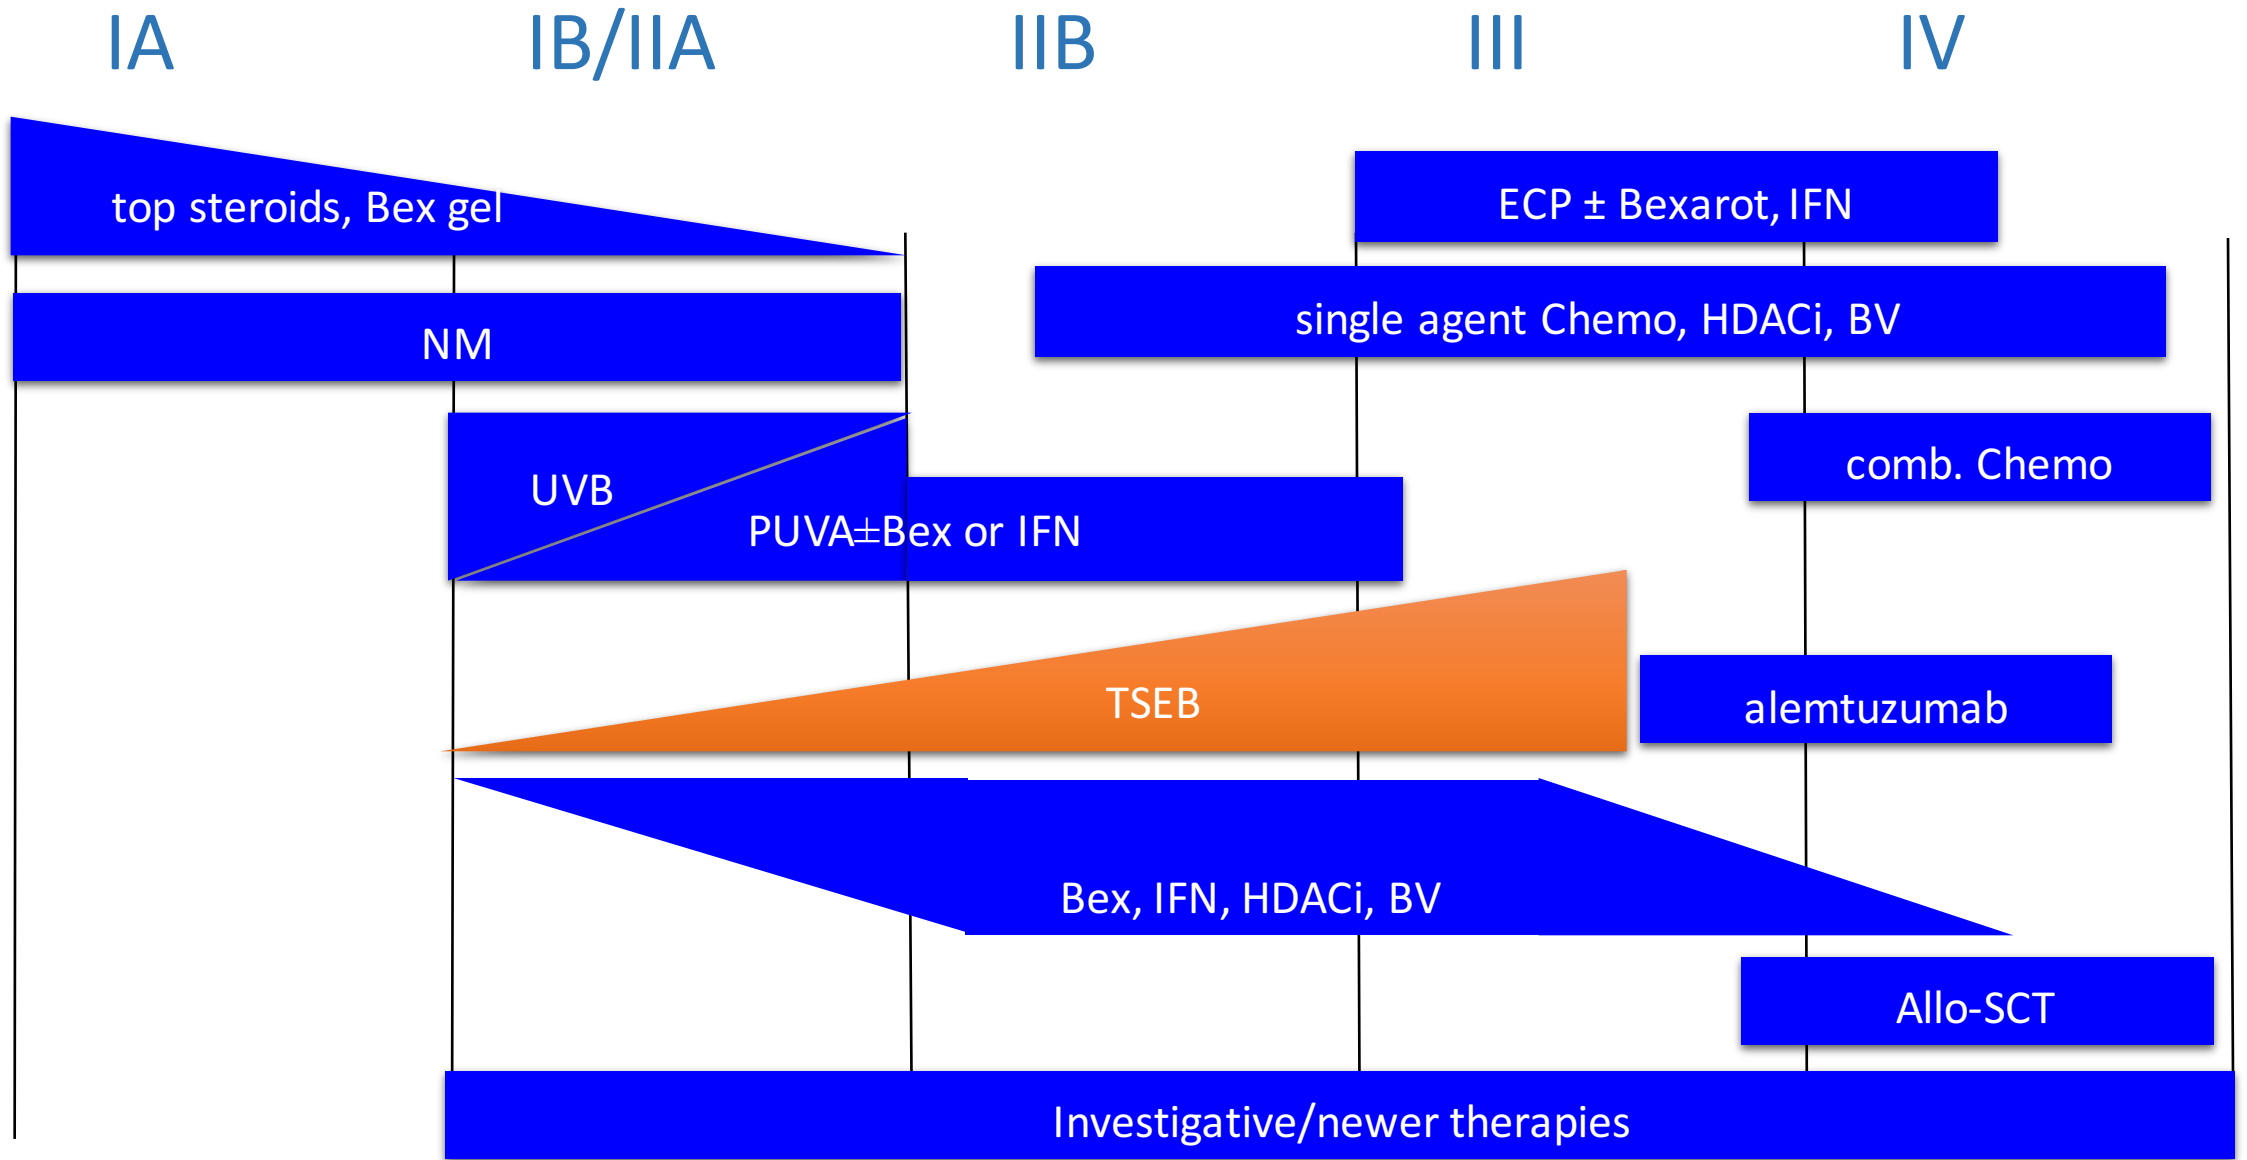 IA
IB/IIA
IIB
III
IV
top steroids, Bex gel
ECP ± Bexarot, IFN
single agent Chemo, HDACi, BV
NM
comb. Chemo
UVB
PUVA±Bex or IFN
TSEB
alemtuzumab
Bex, IFN, HDACi, BV
Allo-SCT
Investigative/newer therapies